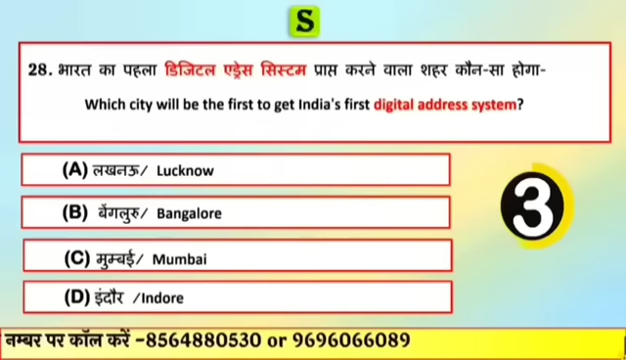 S
28. भारत का पहला डिजिटल एड्रेस सिस्टम प्राप्त करने वाला शहर कौन-सा होगा-
Which city will be the first to get India's first digital address system?
(A) लखनऊ/ Lucknow
(B) बेंगलुरु/ Bangalore
3
(C) मुम्बई/ Mumbai
(D) इंदौर /Indore
नम्बर पर कॉल करें -8564880530 or 9696066089